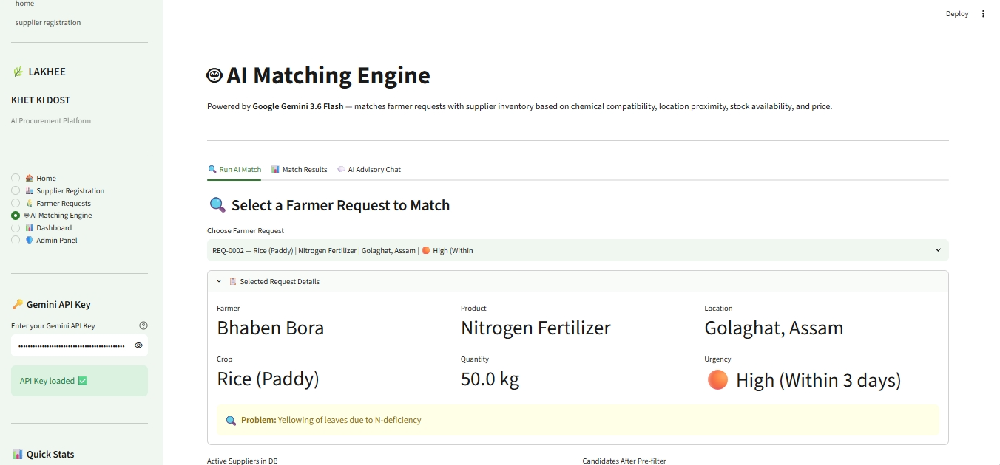 home
supplier registration
🌾 LAKHEE
KHET KI DOST
AI Procurement Platform
🏠 Home
🏭 Supplier Registration
Farmer Requests
AI Matching Engine
📊 Dashboard
🛡️ Admin Panel
🔑 Gemini API Key
Enter your Gemini API Key
••••••••••••••••••••••••••••••••••••••••
API Key loaded ✅
📊 Quick Stats
Deploy
AI Matching Engine
Powered by Google Gemini 3.6 Flash — matches farmer requests with supplier inventory based on chemical compatibility, location proximity, stock availability, and price.
🔍 Run AI Match
📊 Match Results
💬 AI Advisory Chat
🔍 Select a Farmer Request to Match
Choose Farmer Request
REQ-0002 — Rice (Paddy) | Nitrogen Fertilizer | Golaghat, Assam | 🔴 High (Within
📋 Selected Request Details
Farmer
Product
Location
Bhaben Bora
Nitrogen Fertilizer
Golaghat, Assam
Crop
Quantity
Urgency
Rice (Paddy)
50.0 kg
🔴 High (Within 3 days)
🔍 Problem: Yellowing of leaves due to N-deficiency
Active Suppliers in DB
Candidates After Pre-filter